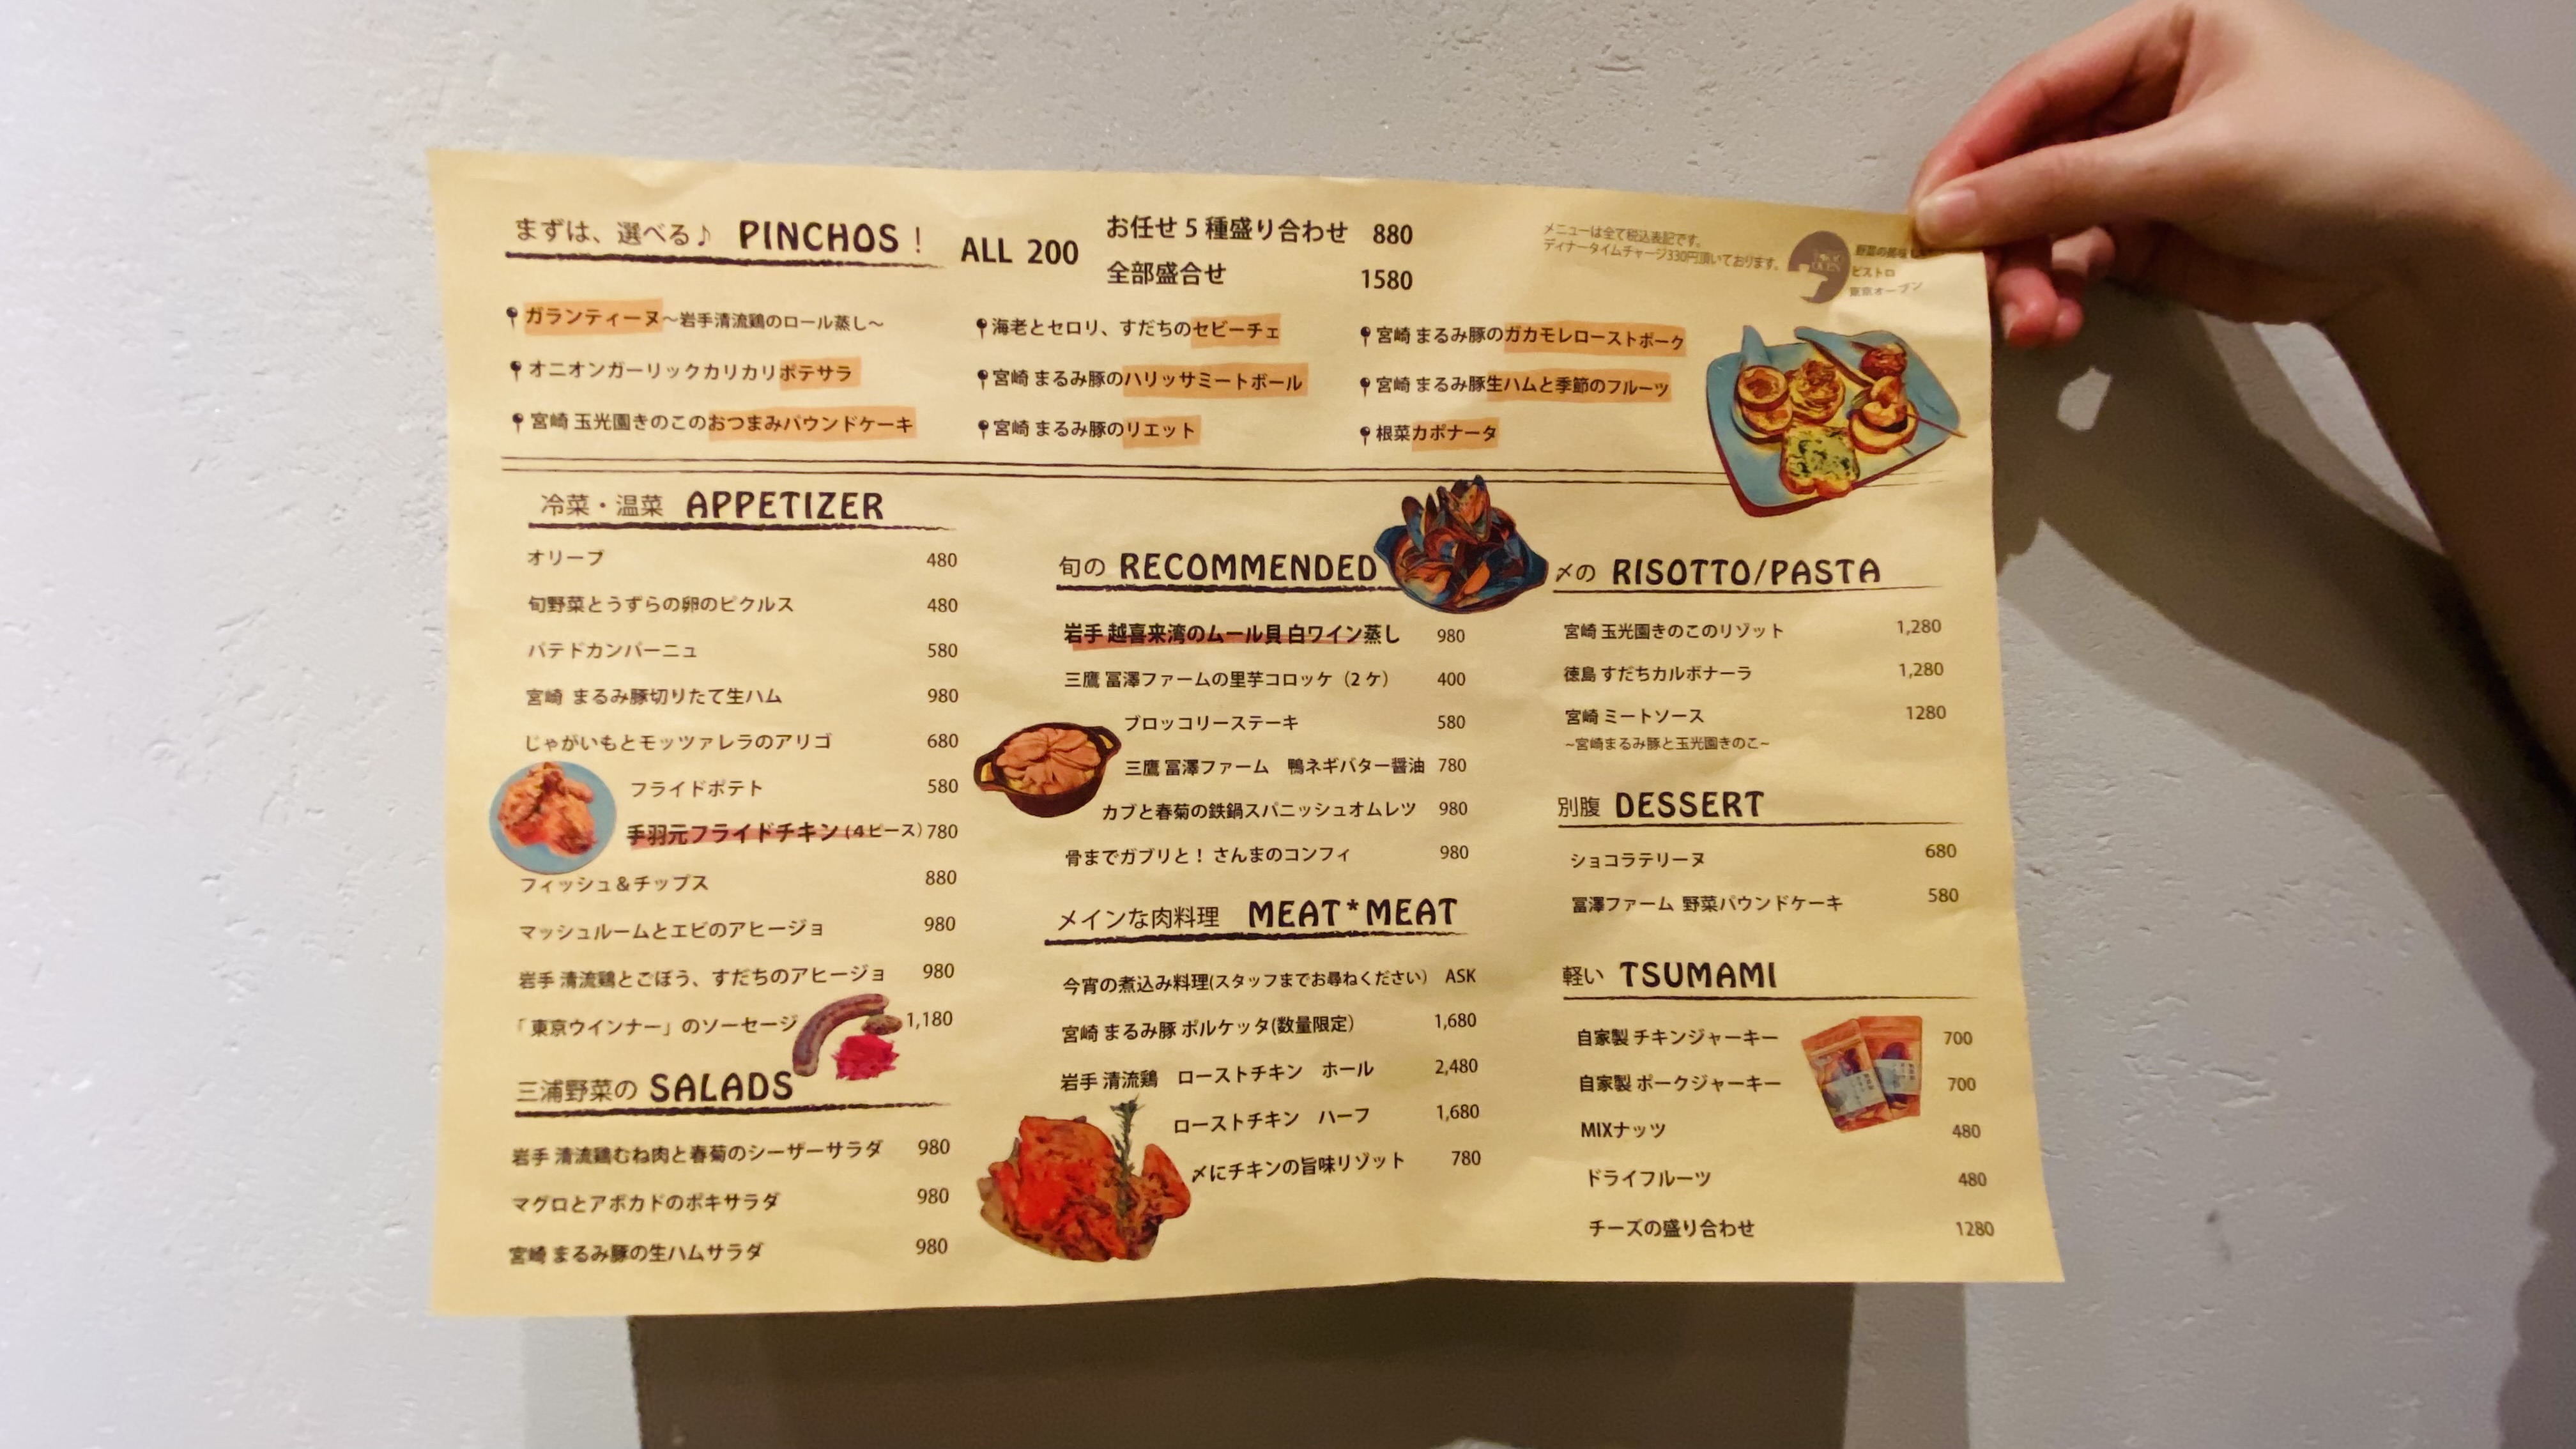 まずは、選べる♪ PINCHOS！
ALL 200
お任せ5種盛り合わせ 880
全部盛合せ 1580
メニューは全て税込表記です。
ディナータイムチャージ330円頂いております。
ビストロ
東京オーブン
ガランティーヌ～岩手清流鶏のロール蒸し～
オニオンガーリックカリカリポテサラ
宮崎 玉光園きのこのおつまみパウンドケーキ
海老とセロリ、すだちのセビーチェ
宮崎 まるみ豚のハリッサミートボール
宮崎 まるみ豚のリエット
宮崎 まるみ豚のガカモレローストポーク
宮崎 まるみ豚生ハムと季節のフルーツ
根菜カポナータ
冷菜・温菜 APPETIZER
オリーブ 480
旬野菜とうずらの卵のピクルス 480
パテドカンパーニュ 580
宮崎 まるみ豚切りたて生ハム 980
じゃがいもとモッツァレラのアリゴ 680
フライドポテト 580
手羽元フライドチキン(4ピース) 780
フィッシュ＆チップス 880
マッシュルームとエビのアヒージョ 980
岩手 清流鶏とごぼう、すだちのアヒージョ 980
「東京ウインナー」のソーセージ 1,180
三浦野菜の SALADS
岩手 清流鶏むね肉と春菊のシーザーサラダ 980
マグロとアボカドのポキサラダ 980
宮崎 まるみ豚の生ハムサラダ 980
旬の RECOMMENDED
岩手 越喜来湾のムール貝 白ワイン蒸し 980
三鷹 冨澤ファームの里芋コロッケ（2ケ） 400
ブロッコリーステーキ 580
三鷹 冨澤ファーム 鴨ネギバター醤油 780
カブと春菊の鉄鍋スパニッシュオムレツ 980
骨までガブリと！さんまのコンフィ 980
メインな肉料理 MEAT*MEAT
今宵の煮込み料理(スタッフまでお尋ねください) ASK
宮崎 まるみ豚 ポルケッタ(数量限定) 1,680
岩手 清流鶏 ローストチキン ホール 2,480
ローストチキン ハーフ 1,680
〆にチキンの旨味リゾット 780
〆の RISOTTO/PASTA
宮崎 玉光園きのこのリゾット 1,280
徳島 すだちカルボナーラ 1,280
宮崎 ミートソース 1280
~宮崎まるみ豚と玉光園きのこ~
別腹 DESSERT
ショコラテリーヌ 680
冨澤ファーム 野菜パウンドケーキ 580
軽い TSUMAMI
自家製 チキンジャーキー 700
自家製 ポークジャーキー 700
MIXナッツ 480
ドライフルーツ 480
チーズの盛り合わせ 1280